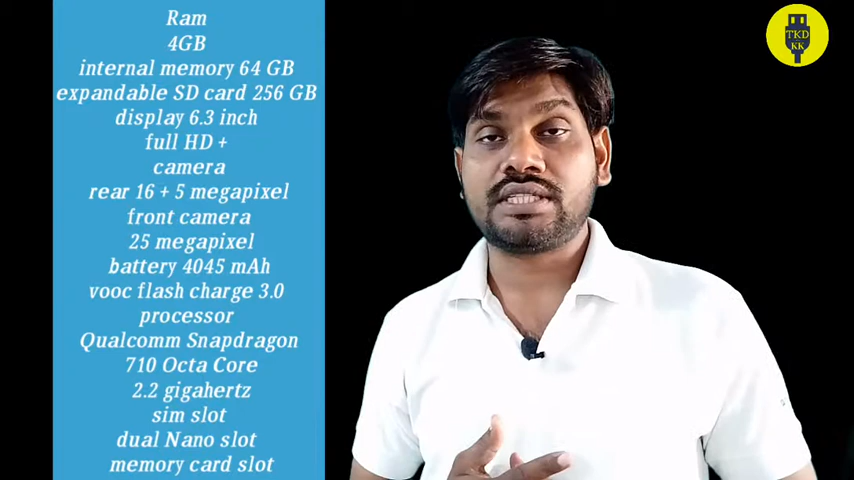 Ram
4GB
internal memory 64 GB
expandable SD card 256 GB
display 6.3 inch
full HD +
camera
rear 16 + 5 megapixel
front camera
25 megapixel
battery 4045 mAh
vooc flash charge 3.0
processor
Qualcomm Snapdragon
710 Octa Core
2.2 gigahertz
sim slot
dual Nano slot
memory card slot
TKD
KK